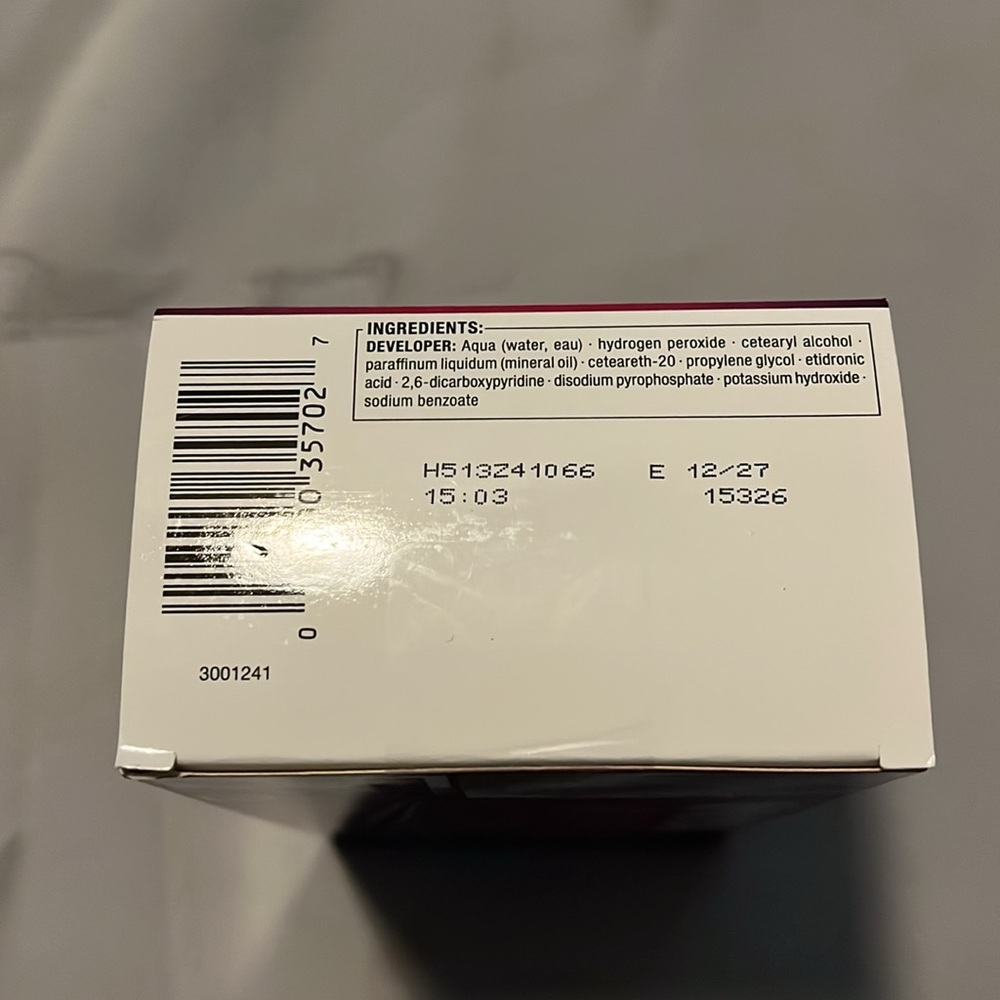 INGREDIENTS:
DEVELOPER: Aqua (water, eau) · hydrogen peroxide · cetearyl alcohol ·
paraffinum liquidum (mineral oil) · ceteareth-20 · propylene glycol · etidronic
acid · 2,6-dicarboxypyridine · disodium pyrophosphate · potassium hydroxide ·
sodium benzoate
H513Z41066 E 12/27
15:03 15326
0 35702 7
3001241